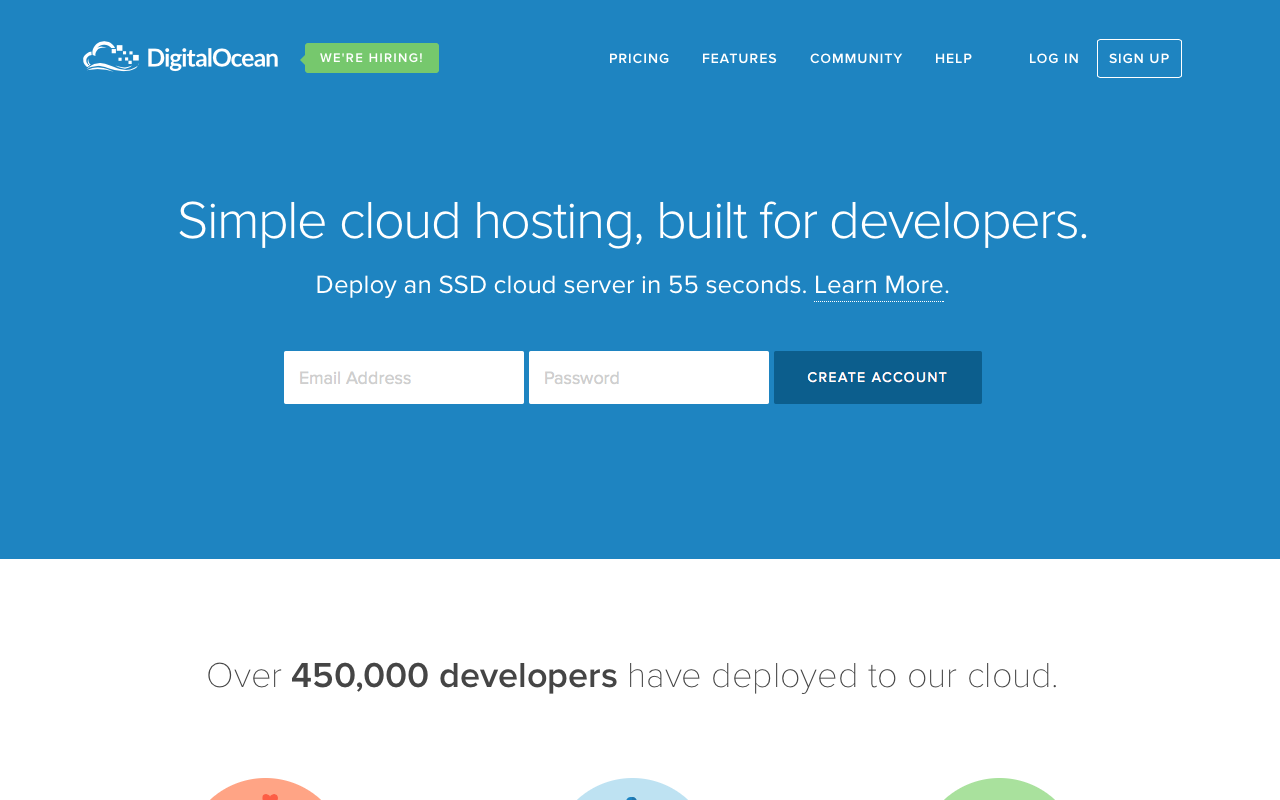 DigitalOcean
WE'RE HIRING!
PRICING
FEATURES
COMMUNITY
HELP
LOG IN
SIGN UP
Simple cloud hosting, built for developers.
Deploy an SSD cloud server in 55 seconds. Learn More.
Email Address
Password
CREATE ACCOUNT
Over 450,000 developers have deployed to our cloud.